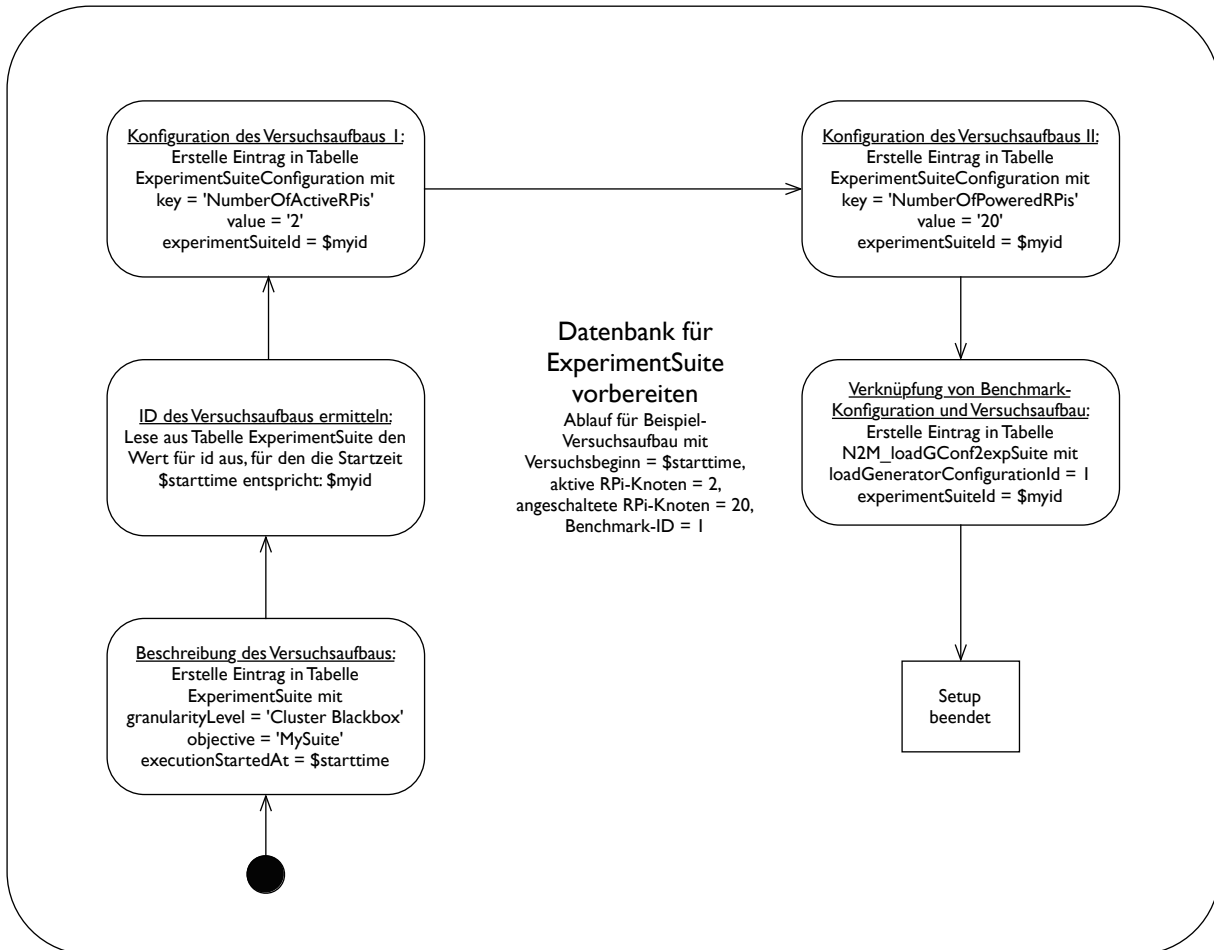 Konfiguration des Versuchsaufbaus I:
Erstelle Eintrag in Tabelle
ExperimentSuiteConfiguration mit
key = 'NumberOfActiveRPis'
value = '2'
experimentSuiteId = $myid
Konfiguration des Versuchsaufbaus II:
Erstelle Eintrag in Tabelle
ExperimentSuiteConfiguration mit
key = 'NumberOfPoweredRPis'
value = '20'
experimentSuiteId = $myid
Datenbank für
ExperimentSuite
vorbereiten
Ablauf für Beispiel-
Versuchsaufbau mit
Versuchsbeginn = $starttime,
aktive RPi-Knoten = 2,
angeschaltete RPi-Knoten = 20,
Benchmark-ID = 1
ID des Versuchsaufbaus ermitteln:
Lese aus Tabelle ExperimentSuite den
Wert für id aus, für den die Startzeit
$starttime entspricht: $myid
Verknüpfung von Benchmark-
Konfiguration und Versuchsaufbau:
Erstelle Eintrag in Tabelle
N2M_loadGConf2expSuite mit
loadGeneratorConfigurationId = 1
experimentSuiteId = $myid
Beschreibung des Versuchsaufbaus:
Erstelle Eintrag in Tabelle
ExperimentSuite mit
granularityLevel = 'Cluster Blackbox'
objective = 'MySuite'
executionStartedAt = $starttime
Setup
beendet